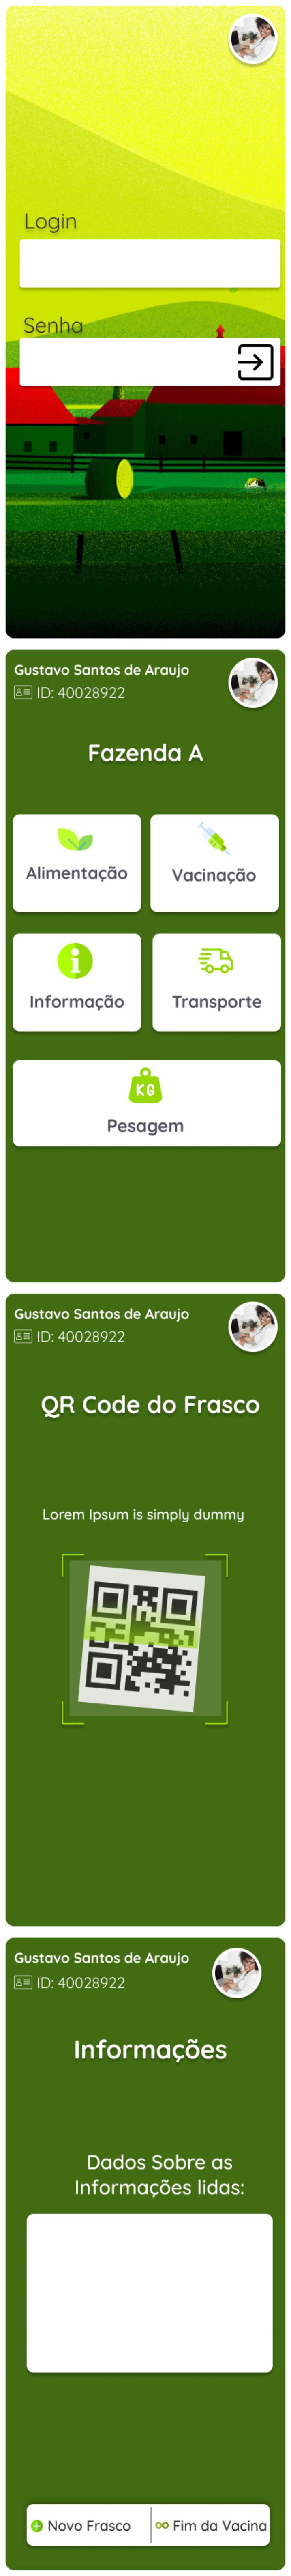 Login
Senha
Gustavo Santos de Araujo
ID: 40028922
Fazenda A
Alimentação
Vacinação
Informação
Transporte
KG
Pesagem
Gustavo Santos de Araujo
ID: 40028922
QR Code do Frasco
Lorem Ipsum is simply dummy
Gustavo Santos de Araujo
ID: 40028922
Informações
Dados Sobre as
Informações lidas:
Novo Frasco
Fim da Vacina